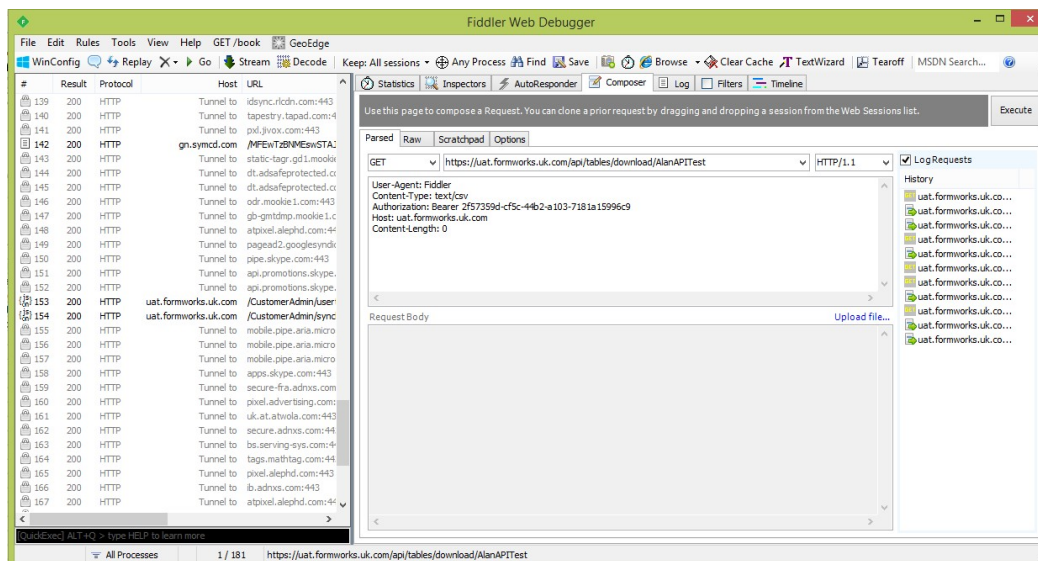 Fiddler Web Debugger
File Edit Rules Tools View Help GET /book GeoEdge
WinConfig Replay Go Stream Decode Keep: All sessions Any Process Find Save Browse Clear Cache TextWizard Tearoff MSDN Search...
# Result Protocol Host URL
139 200 HTTP Tunnel to idsync.rlcdn.com:443
140 200 HTTP Tunnel to tapestry.tapad.com:4
141 200 HTTP Tunnel to pxl.jivox.com:443
142 200 HTTP gn.symcd.com /MFEwTzBNMEswSTAJ
143 200 HTTP Tunnel to static-tagr.gd1.mookie
144 200 HTTP Tunnel to dt.adsafeprotected.co
145 200 HTTP Tunnel to dt.adsafeprotected.co
146 200 HTTP Tunnel to odr.mookie1.com:443
147 200 HTTP Tunnel to gb-gmtdmp.mookie1.c
148 200 HTTP Tunnel to atpixel.alephd.com:44
149 200 HTTP Tunnel to pagead2.googlesyndic
150 200 HTTP Tunnel to pipe.skype.com:443
151 200 HTTP Tunnel to api.promotions.skype.
152 200 HTTP Tunnel to api.promotions.skype.
153 200 HTTP uat.formworks.uk.com /CustomerAdmin/user
154 200 HTTP uat.formworks.uk.com /CustomerAdmin/sync
155 200 HTTP Tunnel to mobile.pipe.aria.micro
156 200 HTTP Tunnel to mobile.pipe.aria.micro
157 200 HTTP Tunnel to mobile.pipe.aria.micro
158 200 HTTP Tunnel to apps.skype.com:443
159 200 HTTP Tunnel to secure-fra.adnxs.com
160 200 HTTP Tunnel to pixel.advertising.com:
161 200 HTTP Tunnel to uk.at.atwola.com:443
162 200 HTTP Tunnel to secure.adnxs.com:44
163 200 HTTP Tunnel to bs.serving-sys.com:4
164 200 HTTP Tunnel to tags.mathtag.com:44
165 200 HTTP Tunnel to pixel.alephd.com:443
166 200 HTTP Tunnel to ib.adnxs.com:443
167 200 HTTP Tunnel to atpixel.alephd.com:44
[QuickExec] ALT+Q > type HELP to learn more
Statistics Inspectors AutoResponder Composer Log Filters Timeline
Use this page to compose a Request. You can clone a prior request by dragging and dropping a session from the Web Sessions list.
Execute
Parsed Raw Scratchpad Options
GET https://uat.formworks.uk.com/api/tables/download/AlanAPITest HTTP/1.1
User-Agent: Fiddler
Content-Type: text/csv
Authorization: Bearer 2f57359d-cf5c-44b2-a103-7181a15996c9
Host: uat.formworks.uk.com
Content-Length: 0
Request Body Upload file...
Log Requests
History
uat.formworks.uk.co...
uat.formworks.uk.co...
uat.formworks.uk.co...
uat.formworks.uk.co...
uat.formworks.uk.co...
uat.formworks.uk.co...
uat.formworks.uk.co...
uat.formworks.uk.co...
uat.formworks.uk.co...
uat.formworks.uk.co...
uat.formworks.uk.co...
All Processes 1 / 181 https://uat.formworks.uk.com/api/tables/download/AlanAPITest